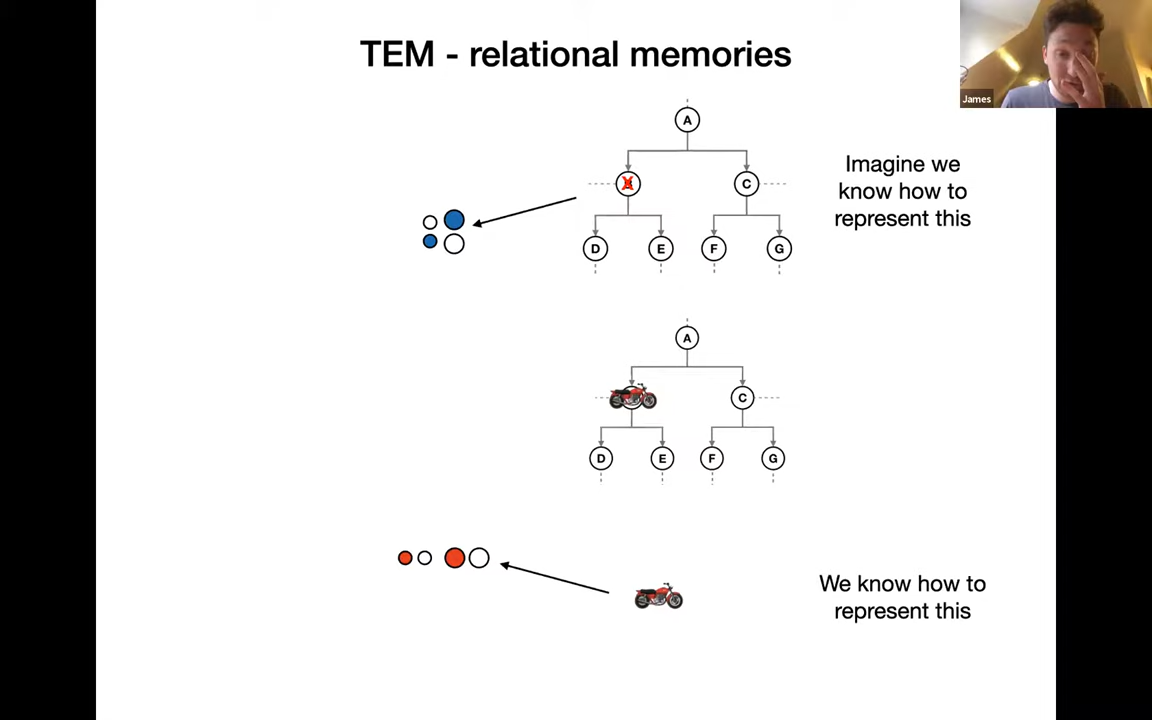 TEM - relational memories
James
A
Imagine we
know how to
represent this
C
D E F G
A
C
D E F G
We know how to
represent this